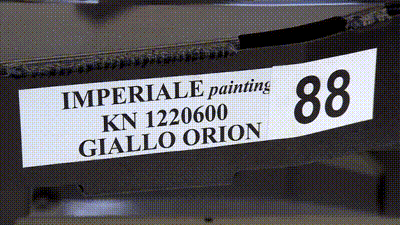 IMPERIALE painting
KN 1220600
GIALLO ORION
88